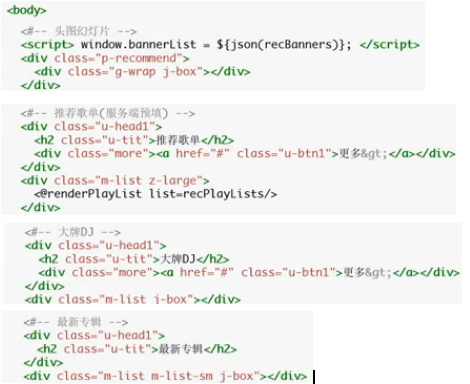 <body>
<#-- 头图幻灯片 -->
<script> window.bannerList = ${json(recBanners)}; </script>
<div class="p-recommend">
<div class="g-wrap j-box"></div>
</div>
<#-- 推荐歌单(服务端预填) -->
<div class="u-head1">
<h2 class="u-tit">推荐歌单</h2>
<div class="more"><a href="#" class="u-btn1">更多&gt;</a></div>
</div>
<div class="m-list z-large">
<@renderPlayList list=recPlayLists/>
</div>
<#-- 大牌DJ -->
<div class="u-head1">
<h2 class="u-tit">大牌DJ</h2>
<div class="more"><a href="#" class="u-btn1">更多&gt;</a></div>
</div>
<div class="m-list j-box"></div>
<#-- 最新专辑 -->
<div class="u-head1">
<h2 class="u-tit">最新专辑</h2>
</div>
<div class="m-list m-list-sm j-box"></div>